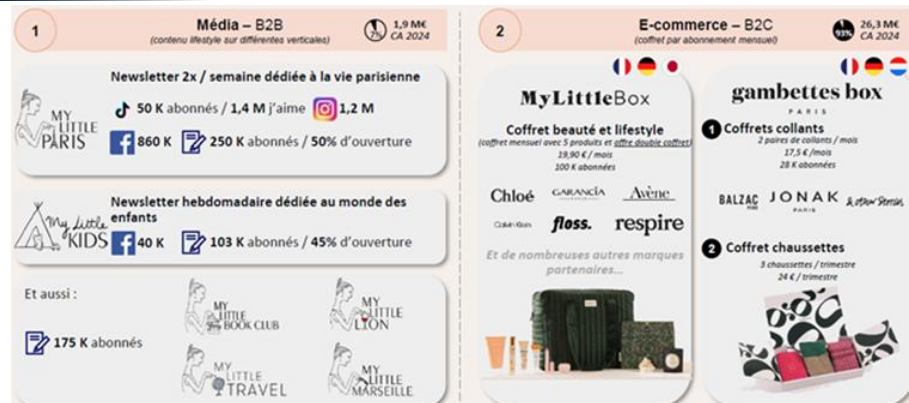 1
Média – B2B
(contenu lifestyle sur différentes verticales)
7%
1,9 M€
CA 2024
Newsletter 2x / semaine dédiée à la vie parisienne
MY
LITTLE
PARIS
50 K abonnés / 1,4 M j’aime
1,2 M
860 K
250 K abonnés / 50% d’ouverture
Newsletter hebdomadaire dédiée au monde des
enfants
My Little
KIDS
40 K
103 K abonnés / 45% d’ouverture
Et aussi :
175 K abonnés
MY
LITTLE
BOOK CLUB
MY
LITTLE
LION
MY
LITTLE
TRAVEL
MY
LITTLE
MARSEILLE
2
E-commerce – B2C
(coffret par abonnement mensuel)
93%
26,3 M€
CA 2024
MyLittleBox
Coffret beauté et lifestyle
(coffret mensuel avec 5 produits et offre double coffret)
19,90 € / mois
100 K abonnées
Chloé
GARANCIA
Avène
Calvin Klein
floss.
respire
Et de nombreuses autres marques
partenaires...
gambettes box
PARIS
1 Coffrets collants
2 paires de collants / mois
17,5 € /mois
28 K abonnées
BALZAC
PARIS
JONAK
PARIS
& other Stories
2 Coffret chaussettes
3 chaussettes / trimestre
24 € / trimestre